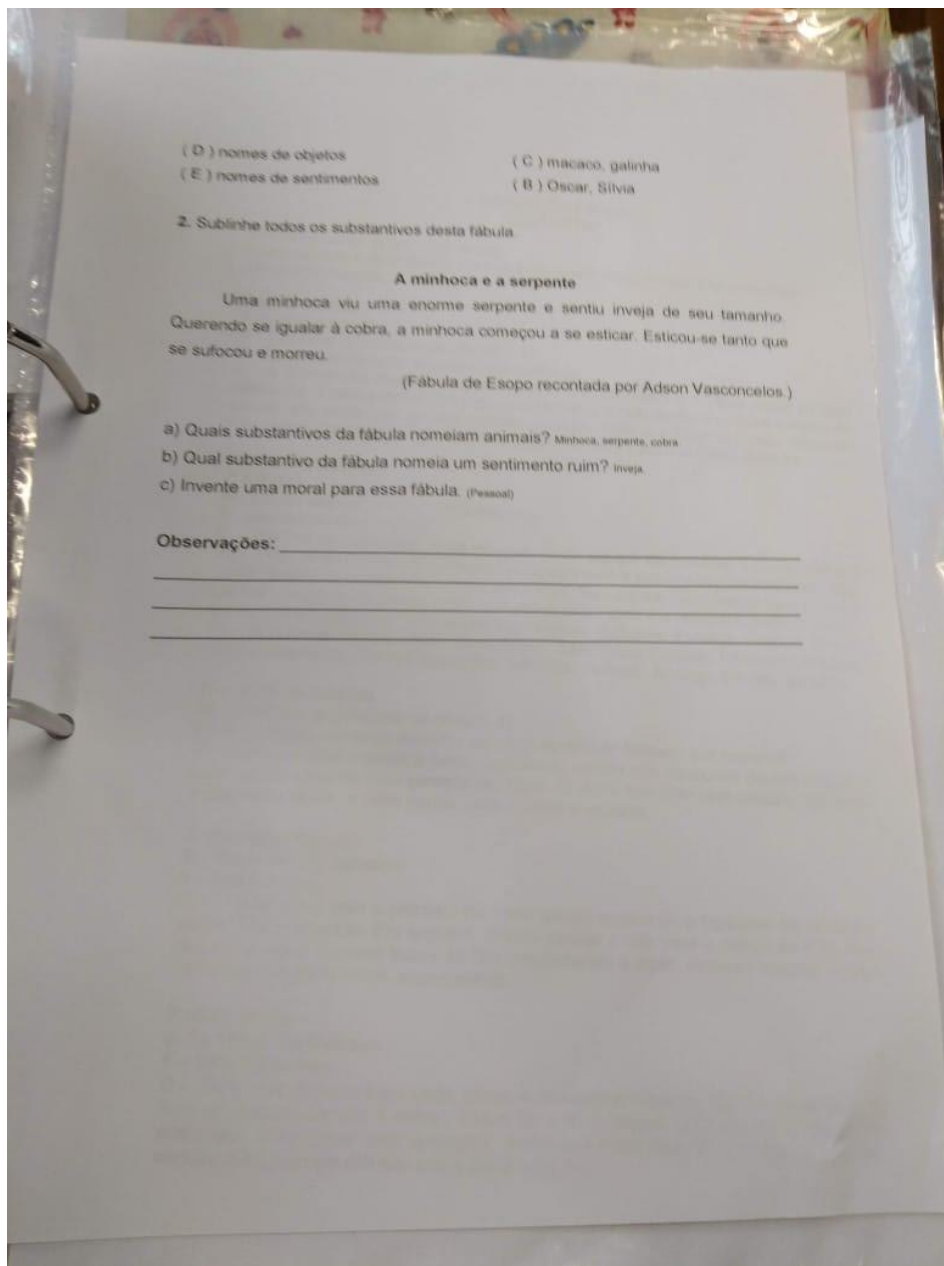 ( D ) nomes de objetos
( C ) macaco, galinha
( E ) nomes de sentimentos
( B ) Oscar, Silvia
2. Sublinhe todos os substantivos desta fábula.
A minhoca e a serpente
Uma minhoca viu uma enorme serpente e sentiu inveja de seu tamanho.
Querendo se igualar à cobra, a minhoca começou a se esticar. Esticou-se tanto que
se sufocou e morreu.
(Fábula de Esopo recontada por Adson Vasconcelos.)
a) Quais substantivos da fábula nomeiam animais? Minhoca, serpente, cobra
b) Qual substantivo da fábula nomeia um sentimento ruim? Inveja.
c) Invente uma moral para essa fábula. (Pessoal)
Observações: